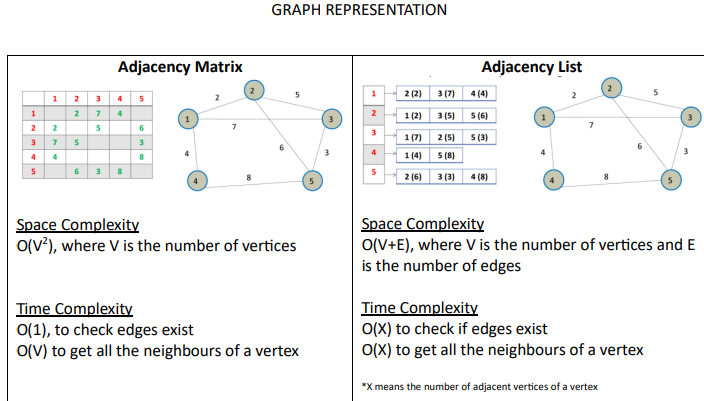 GRAPH REPRESENTATION
Adjacency Matrix
1 2 3 4 5
1 2 7 4
2 2 5 6
3 7 5 3
4 4 8
5 6 3 8
2
2
5
1
3
7
6
4
3
8
4
5
Space Complexity
O(V²), where V is the number of vertices
Time Complexity
O(1), to check edges exist
O(V) to get all the neighbours of a vertex
Adjacency List
1 2 (2) 3 (7) 4 (4)
2 1 (2) 3 (5) 5 (6)
3 1 (7) 2 (5) 5 (3)
4 1 (4) 5 (8)
5 2 (6) 3 (3) 4 (8)
2
2
5
1
3
7
6
4
3
8
4
5
Space Complexity
O(V+E), where V is the number of vertices and E
is the number of edges
Time Complexity
O(X) to check if edges exist
O(X) to get all the neighbours of a vertex
*X means the number of adjacent vertices of a vertex